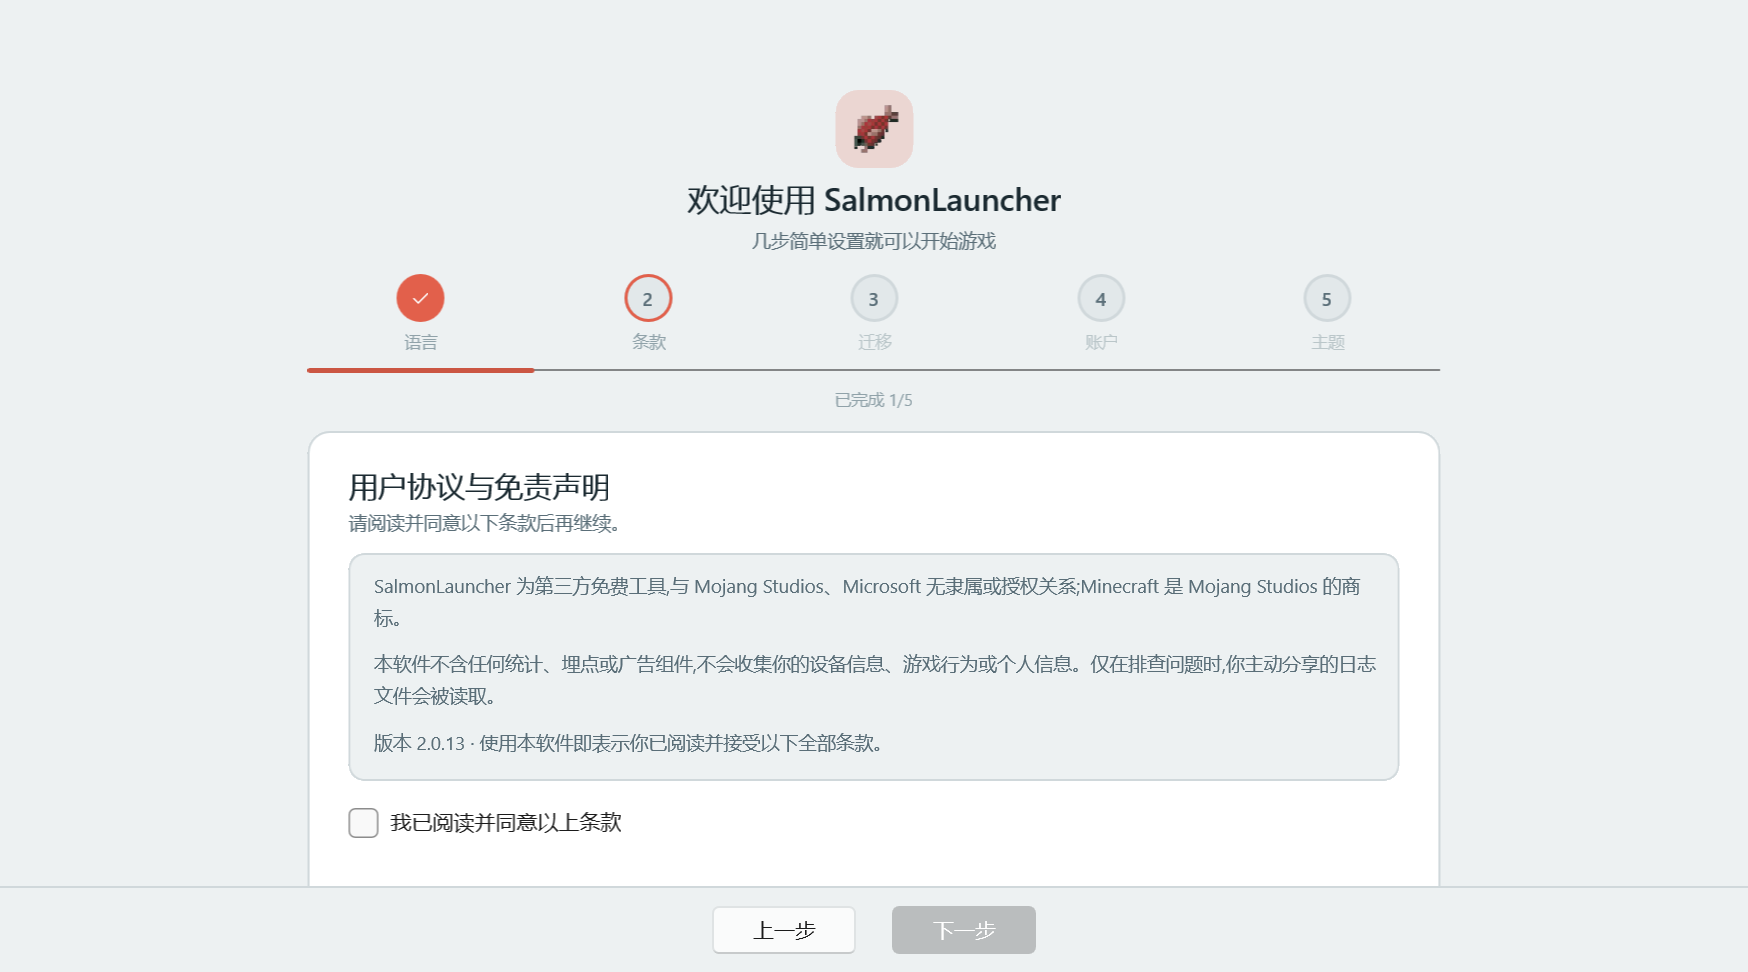 欢迎使用 SalmonLauncher
几步简单设置就可以开始游戏
2
3
4
5
语言
条款
迁移
账户
主题
已完成 1/5
用户协议与免责声明
请阅读并同意以下条款后再继续。
SalmonLauncher 为第三方免费工具,与 Mojang Studios、Microsoft 无隶属或授权关系;Minecraft 是 Mojang Studios 的商
标。
本软件不含任何统计、埋点或广告组件,不会收集你的设备信息、游戏行为或个人信息。仅在排查问题时,你主动分享的日志
文件会被读取。
版本 2.0.13 · 使用本软件即表示你已阅读并接受以下全部条款。
我已阅读并同意以上条款
上一步
下一步